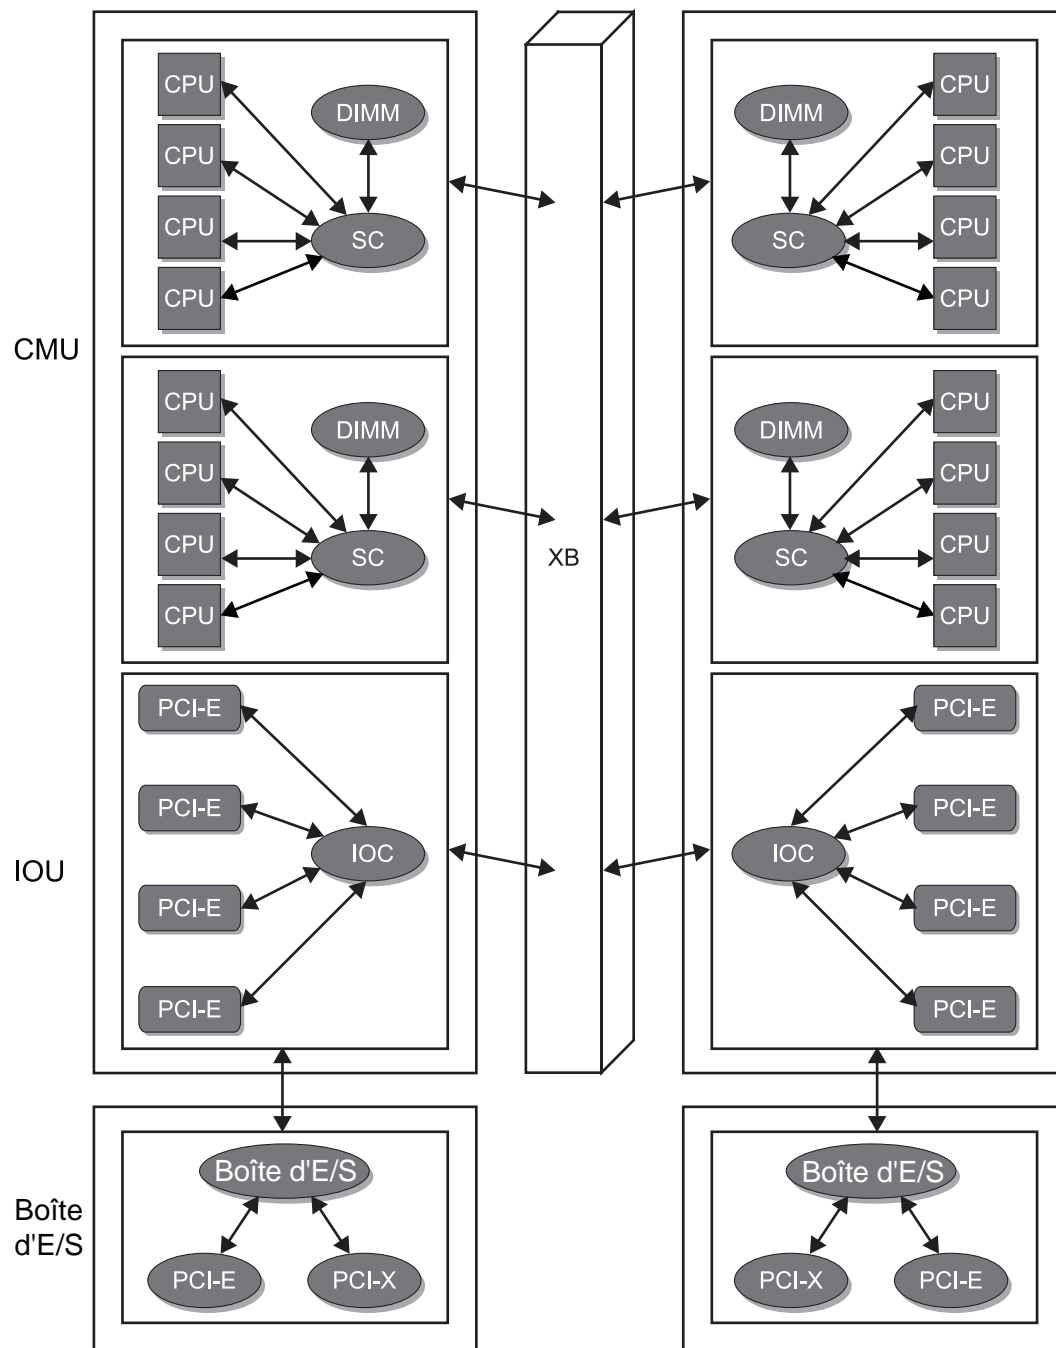 CPU
CPU
CPU
CPU
DIMM
SC
DIMM
SC
CPU
CPU
CPU
CPU
CMU
CPU
CPU
CPU
CPU
DIMM
SC
XB
DIMM
SC
CPU
CPU
CPU
CPU
IOU
PCI-E
PCI-E
PCI-E
PCI-E
IOC
IOC
PCI-E
PCI-E
PCI-E
PCI-E
Boîte
d'E/S
Boîte d'E/S
PCI-E
PCI-X
Boîte d'E/S
PCI-X
PCI-E